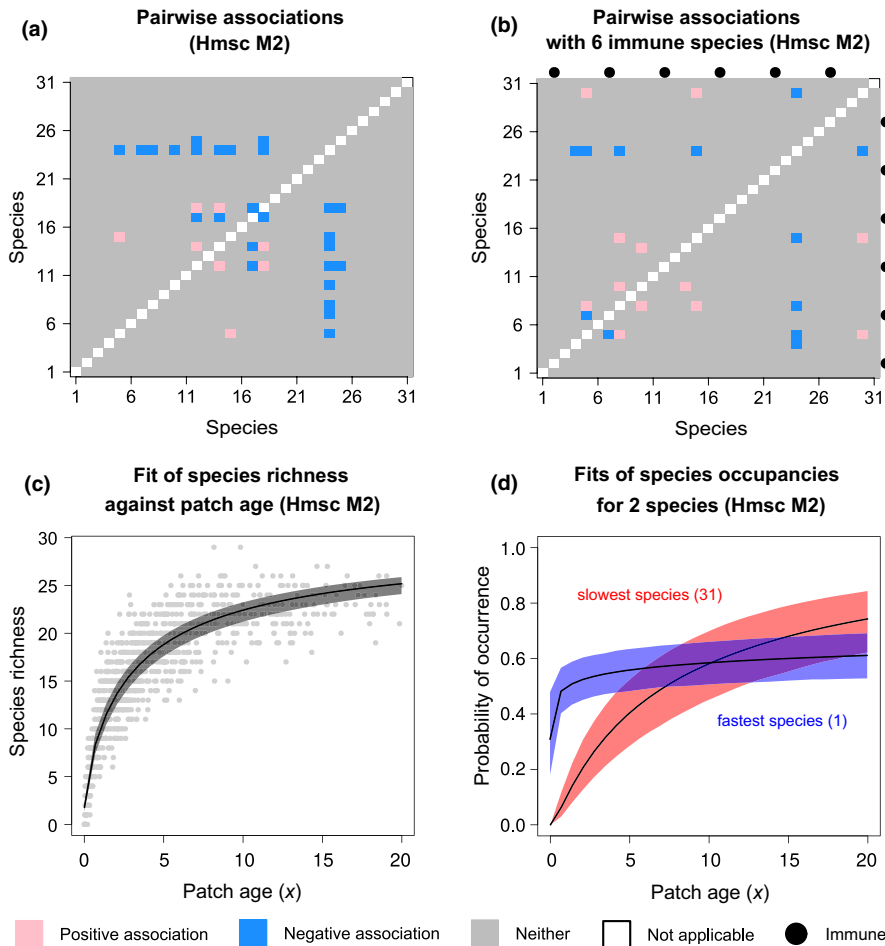 (a)
Pairwise associations
(Hmsc M2)
31
26
21
16
11
6
1
Species
1 6 11 16 21 26 31
Species
(b)
Pairwise associations
with 6 immune species (Hmsc M2)
31
26
21
16
11
6
1
Species
1 6 11 16 21 26 31
Species
(c)
Fit of species richness
against patch age (Hmsc M2)
30
25
20
15
10
5
0
Species richness
0 5 10 15 20
Patch age (x)
(d)
Fits of species occupancies
for 2 species (Hmsc M2)
1.0
0.8
0.6
0.4
0.2
0.0
Probability of occurrence
slowest species (31)
fastest species (1)
0 5 10 15 20
Patch age (x)
Positive association Negative association Neither Not applicable Immune